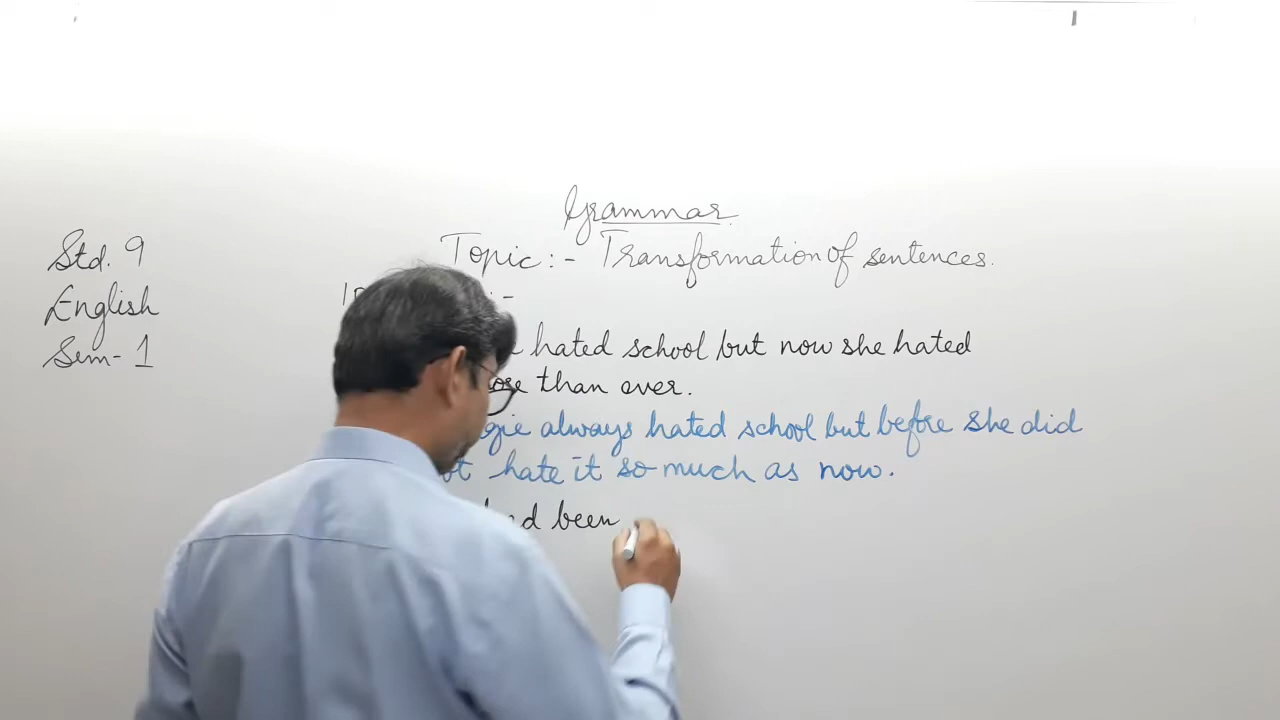 Grammar
Std. 9
Topic :- Transformation of sentences.
English
Sem- 1
hated school but now she hated
than ever.
always hated school but before she did
hate it so much as now.
been